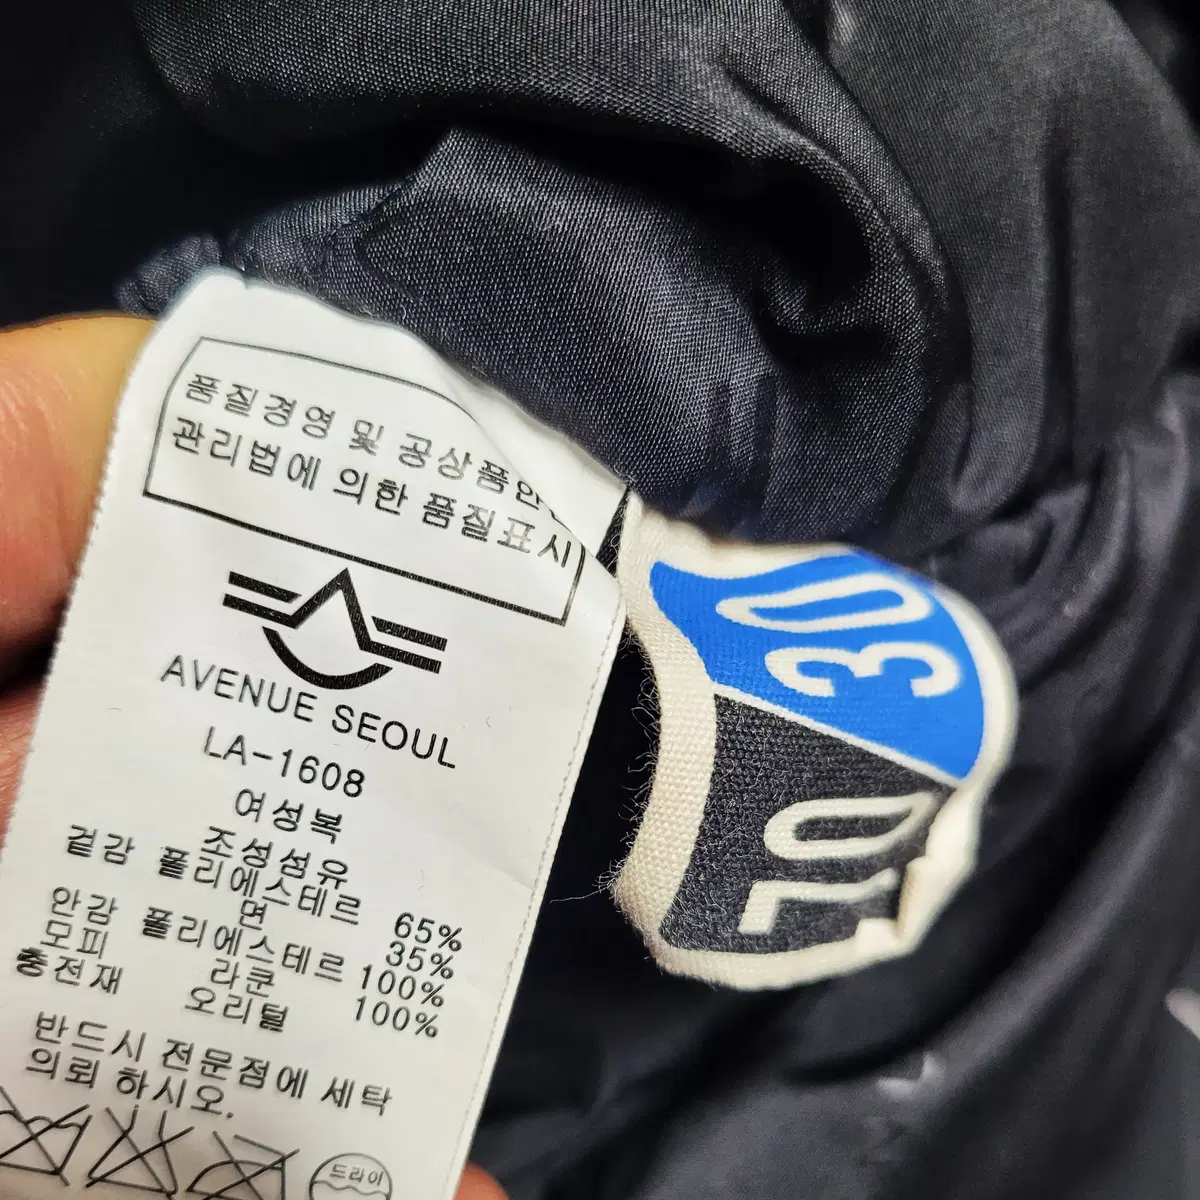 품질경영 및 공상품안
관리법에 의한 품질표시
AVENUE SEOUL
LA-1608
여성복
조성섬유
겉감 폴리에스테르 65%
면 35%
안감 폴리에스테르 100%
모피 라쿤 100%
충전재 오리털
반드시 전문점에 세탁
의뢰 하시오.
드라이
30
10